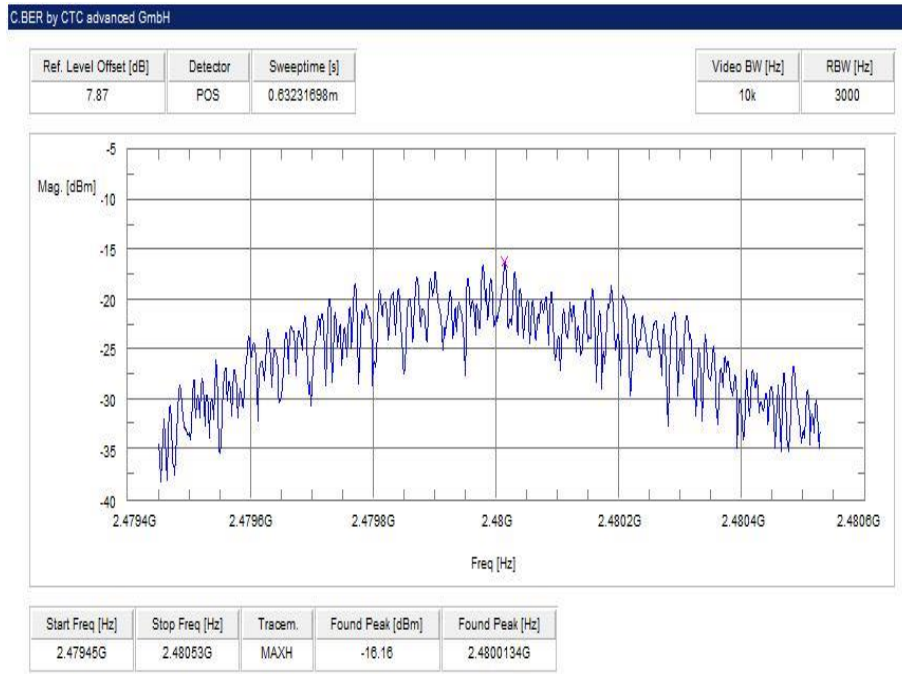 C.BER by CTC advanced GmbH
Ref. Level Offset [dB] Detector Sweeptime [s] Video BW [Hz] RBW [Hz]
7.87 POS 0.63231698m 10k 3000
-5
Mag. [dBm]
-10
-15
-20
-25
-30
-35
-40
2.4794G 2.4796G 2.4798G 2.48G 2.4802G 2.4804G 2.4806G
Freq [Hz]
Start Freq [Hz] Stop Freq [Hz] Tracem. Found Peak [dBm] Found Peak [Hz]
2.47945G 2.48053G MAXH -16.16 2.4800134G